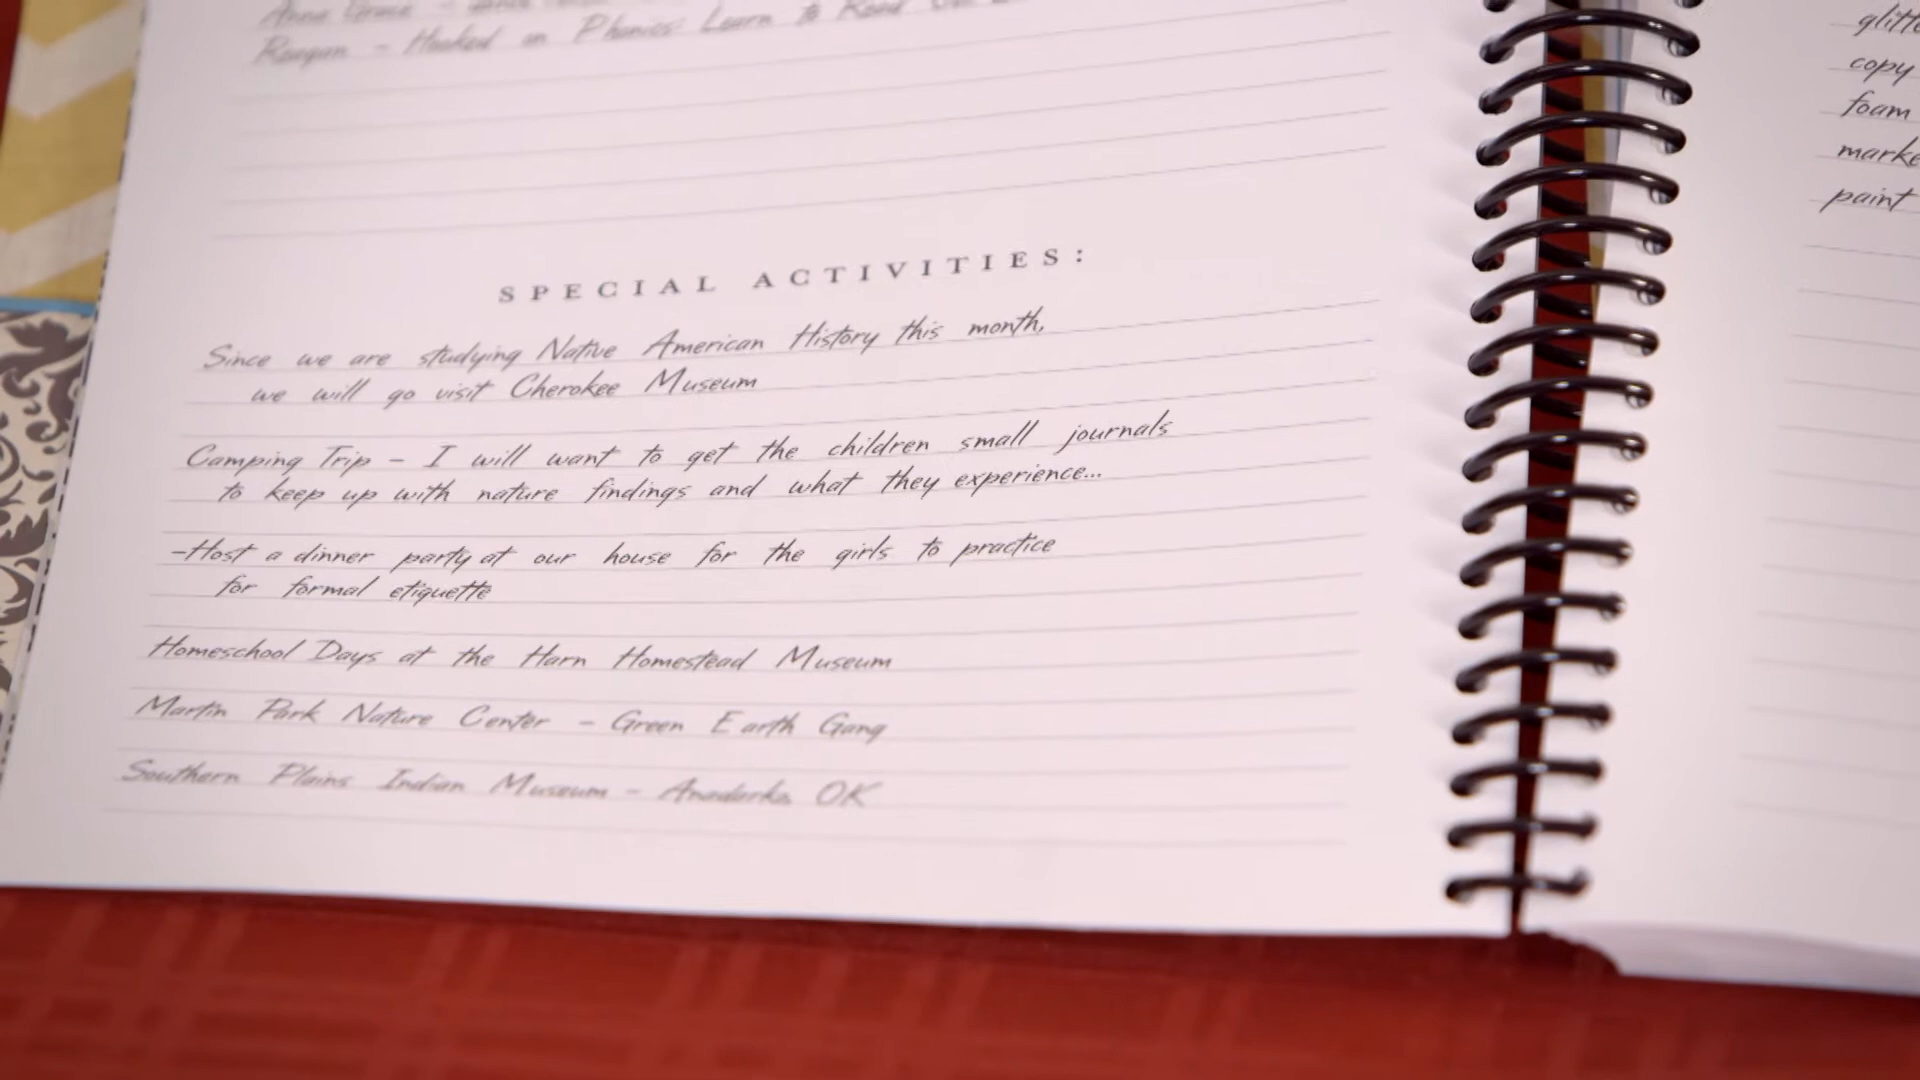 Anne Grace -
Reagan - Hooked on Phonics: Learn to Read
SPECIAL ACTIVITIES:
Since we are studying Native American History this month,
we will go visit Cherokee Museum
Camping Trip - I will want to get the children small journals
to keep up with nature findings and what they experience...
-Host a dinner party at our house for the girls to practice
for formal etiquette
Homeschool Days at the Harn Homestead Museum
Martin Park Nature Center - Green Earth Gang
Southern Plains Indian Museum - Anadarko, OK
copy
foam
paint